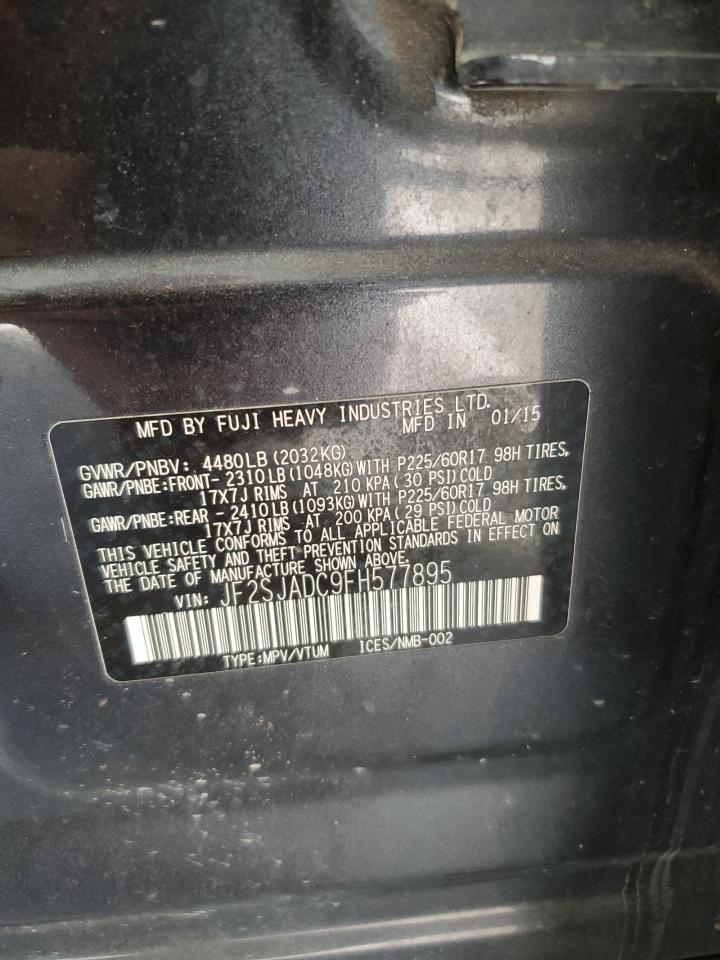 MFD BY FUJI HEAVY INDUSTRIES LTD.
MFD IN 01/15
GVWR/PNBV: 4480LB (2032KG)
GAWR/PNBE:FRONT- 2310LB (1048KG) WITH P225/60R17 98H TIRES,
17X7J RIMS AT 210 KPA (30 PSI) COLD
GAWR/PNBE:REAR - 2410LB (1093KG) WITH P225/60R17 98H TIRES,
17X7J RIMS AT 200 KPA (29 PSI) COLD
THIS VEHICLE CONFORMS TO ALL APPLICABLE FEDERAL MOTOR
VEHICLE SAFETY AND THEFT PREVENTION STANDARDS IN EFFECT ON
THE DATE OF MANUFACTURE SHOWN ABOVE.
VIN: JF2SJADC9FH577895
TYPE:MPV/VTUM ICES/NMB-002